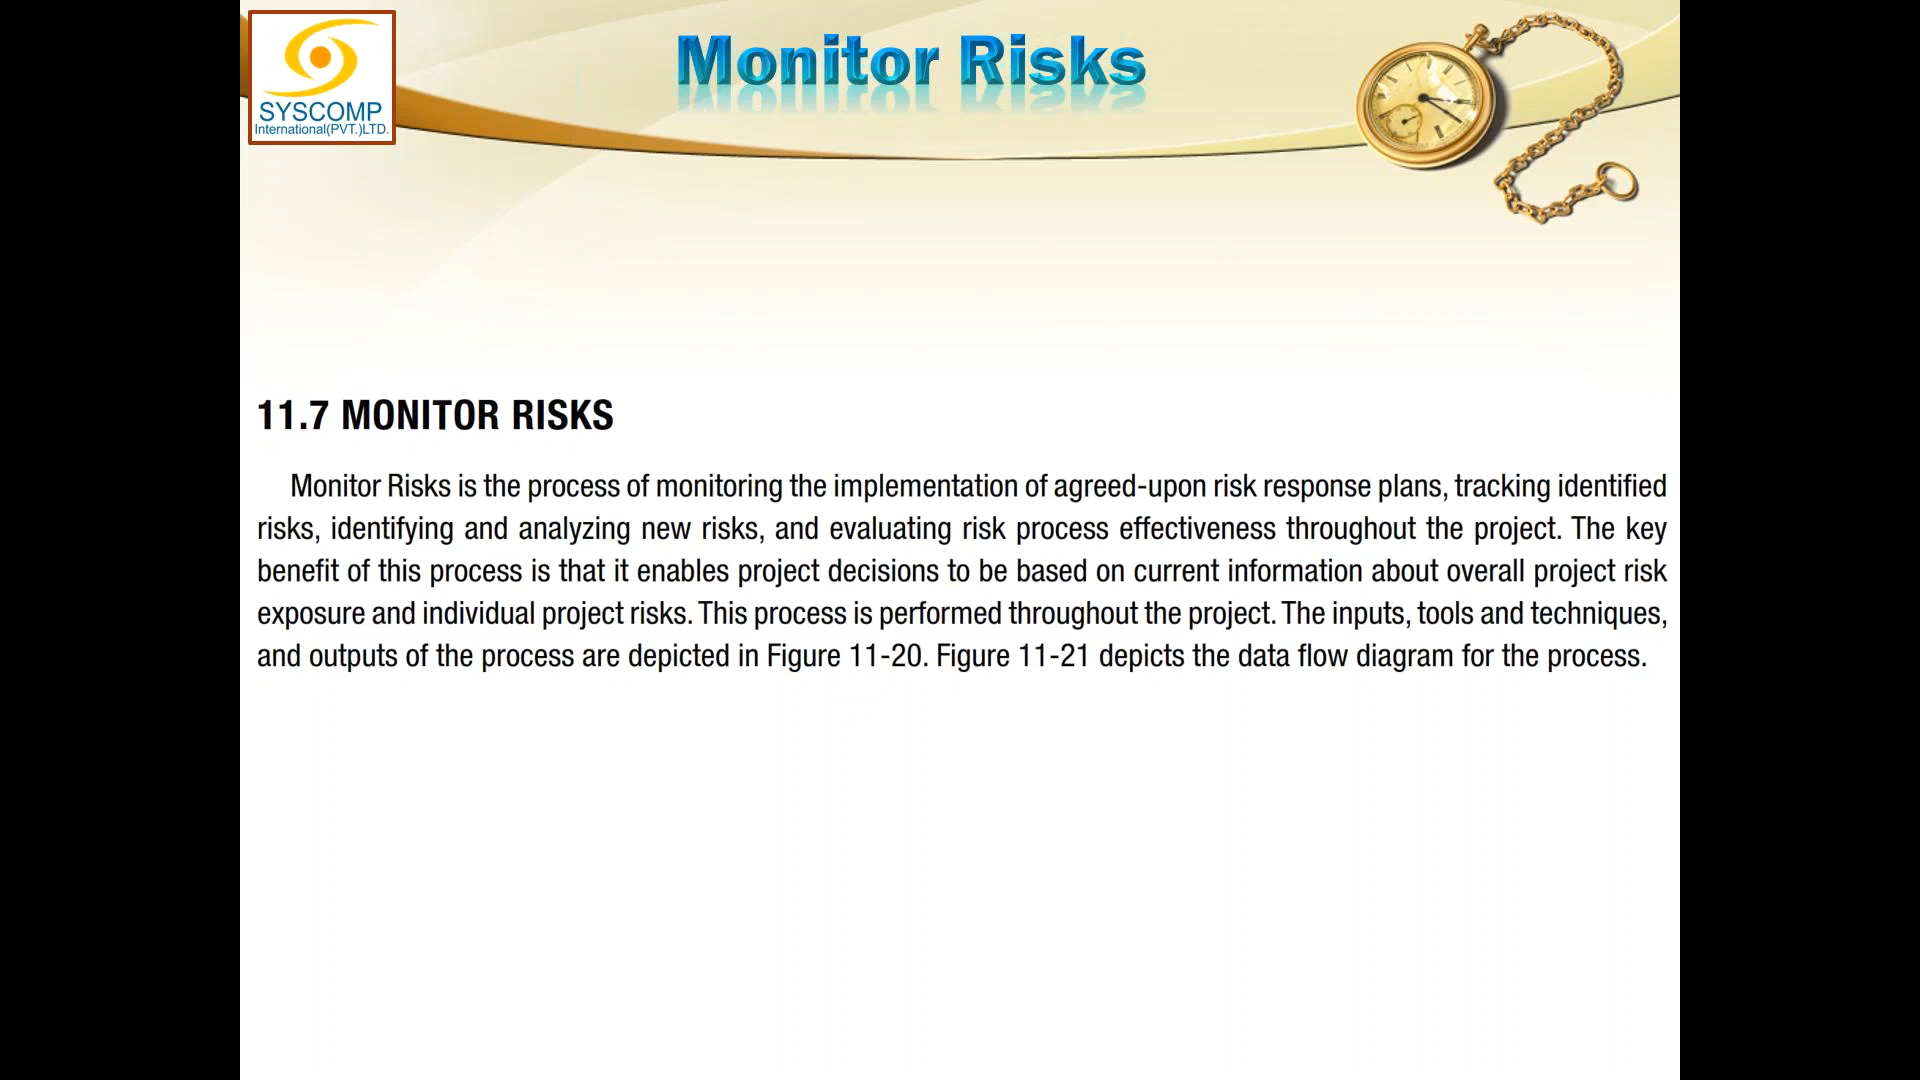 SYSCOMP
International(PVT.)LTD.
Monitor Risks
11.7 MONITOR RISKS
Monitor Risks is the process of monitoring the implementation of agreed-upon risk response plans, tracking identified
risks, identifying and analyzing new risks, and evaluating risk process effectiveness throughout the project. The key
benefit of this process is that it enables project decisions to be based on current information about overall project risk
exposure and individual project risks. This process is performed throughout the project. The inputs, tools and techniques,
and outputs of the process are depicted in Figure 11-20. Figure 11-21 depicts the data flow diagram for the process.